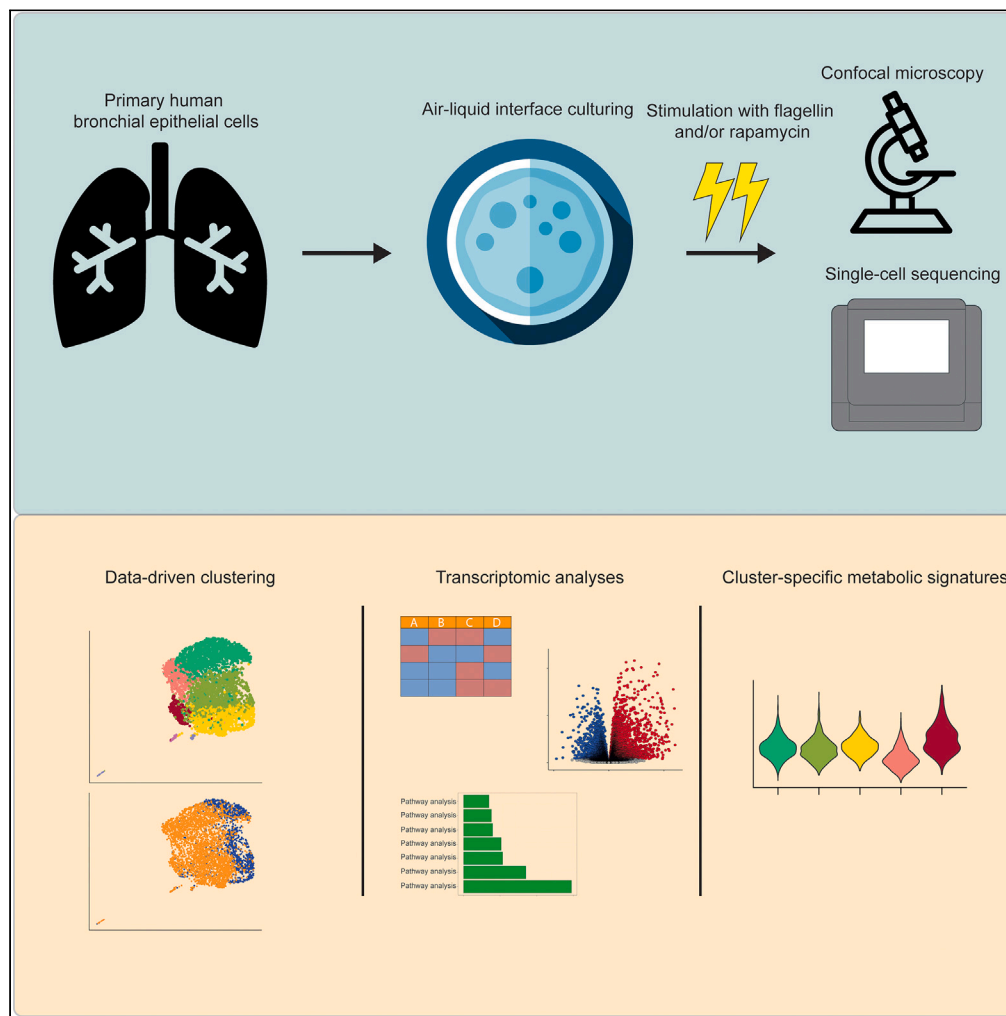 Primary human
bronchial epithelial cells
Air-liquid interface culturing
Stimulation with flagellin
and/or rapamycin
Confocal microscopy
Single-cell sequencing
Data-driven clustering
Transcriptomic analyses
Cluster-specific metabolic signatures
A B C D
Pathway analysis
Pathway analysis
Pathway analysis
Pathway analysis
Pathway analysis
Pathway analysis
Pathway analysis